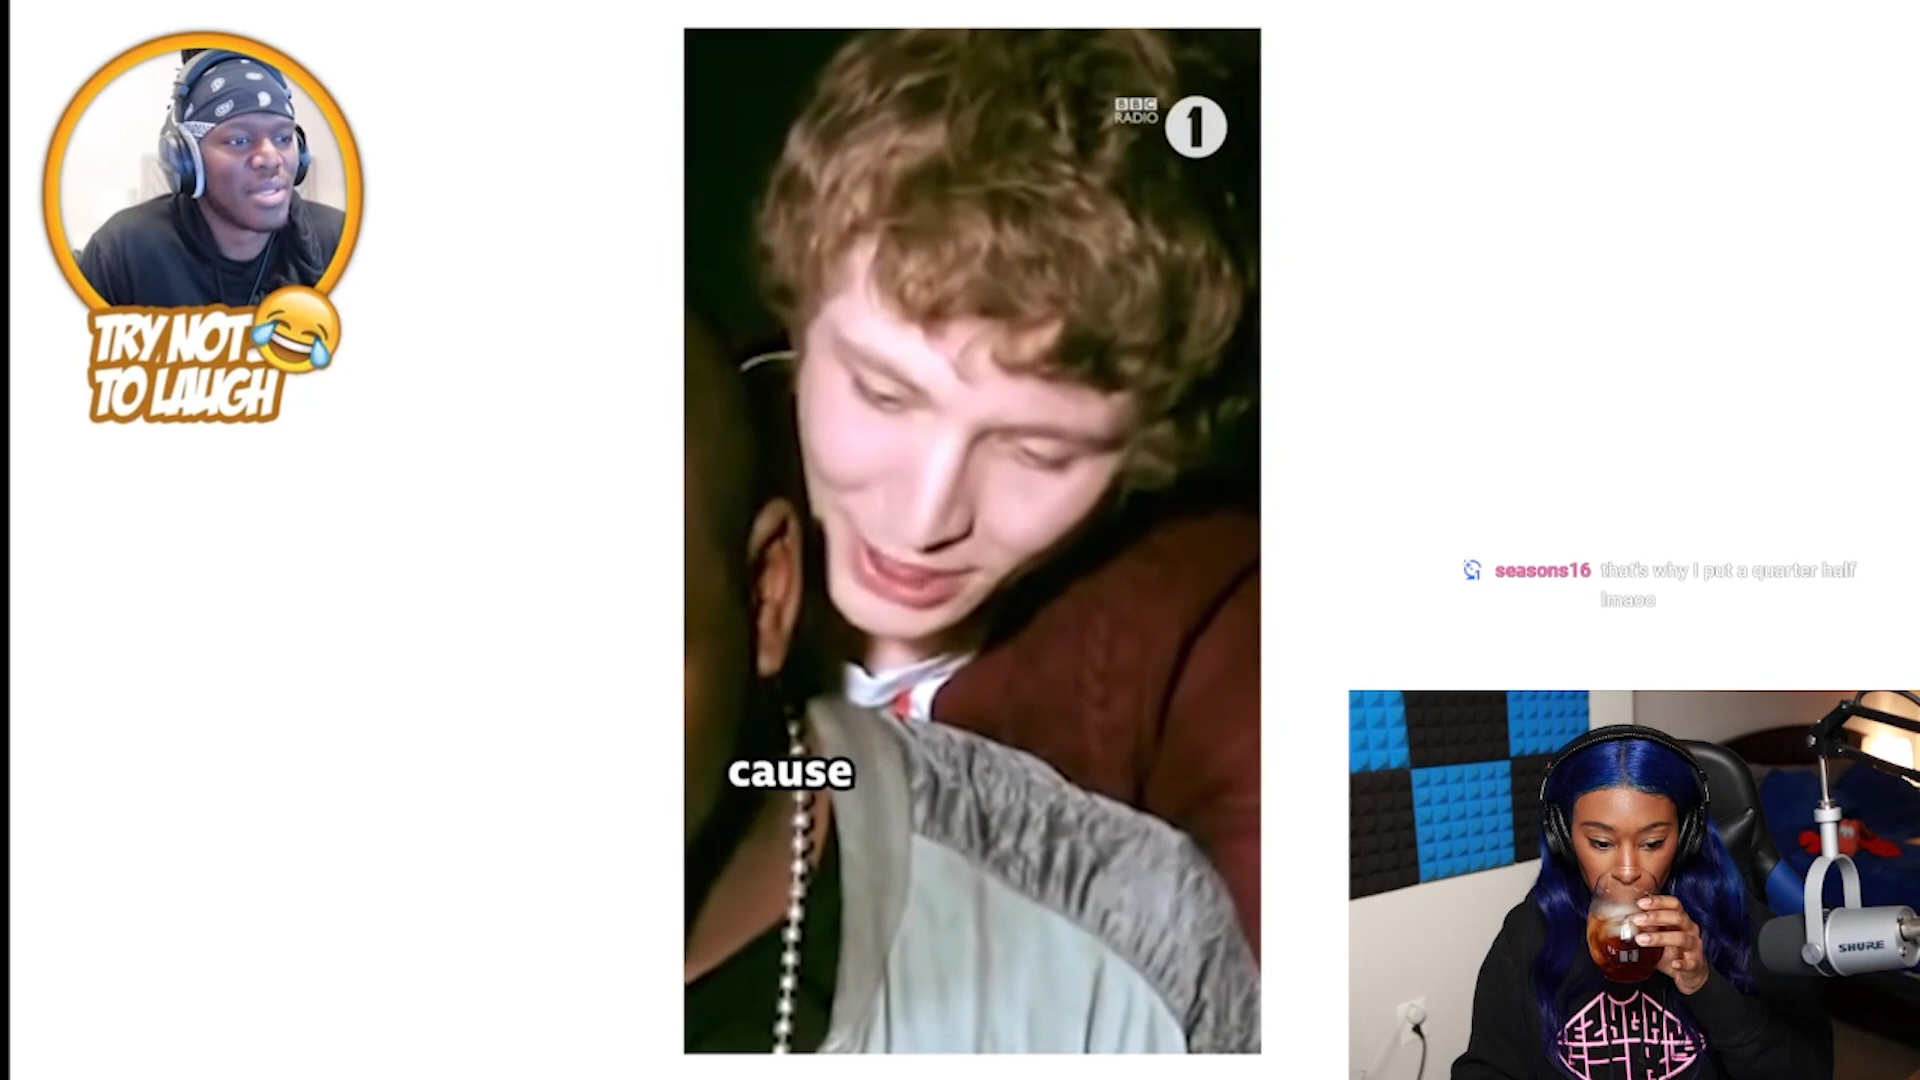 TRY NOT
TO LAUGH
BBC
RADIO
1
cause
seasons16 that's why I put a quarter half
lmaoo
SHURE